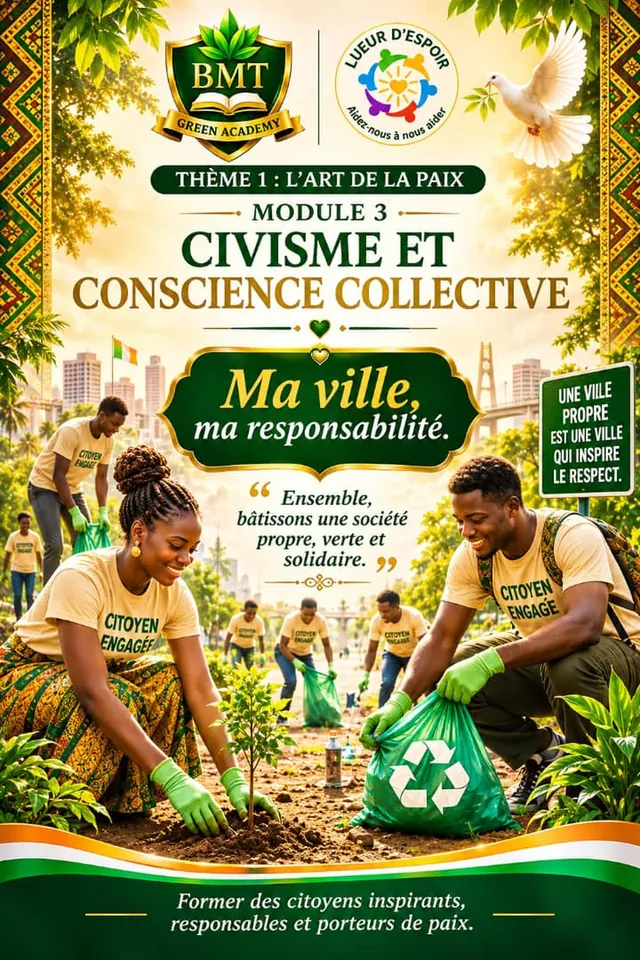 BMT
GREEN ACADEMY
LUEUR D'ESPOIR
Aidez-nous à nous aider
THÈME 1 : L'ART DE LA PAIX
MODULE 3
CIVISME ET
CONSCIENCE COLLECTIVE
Ma ville,
ma responsabilité.
UNE VILLE
PROPRE
EST UNE VILLE
QUI INSPIRE
LE RESPECT.
“ Ensemble,
bâtissons une société
propre, verte et
solidaire. ”
CITOYEN
ENGAGÉ
CITOYEN
ENGAGÉE
CITOYEN
ENGAGE
Former des citoyens inspirants,
responsables et porteurs de paix.